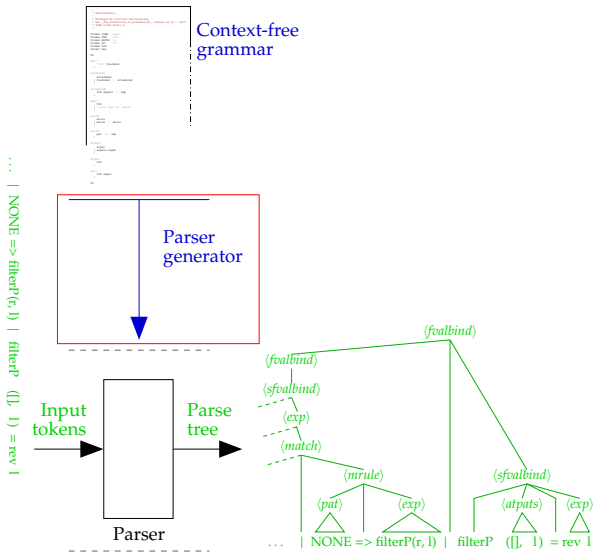 Context-free
grammar
Parser
generator
. . . | NONE => filterP(r, l) | filterP ([], l) = rev l
Input
tokens
Parse
tree
Parser
⟨fvalbind⟩
⟨fvalbind⟩
⟨sfvalbind⟩
⟨exp⟩
⟨match⟩
⟨mrule⟩
⟨sfvalbind⟩
⟨pat⟩ ⟨exp⟩ ⟨atpats⟩ ⟨exp⟩
. . . | NONE => filterP(r, l) | filterP ([], l) = rev l